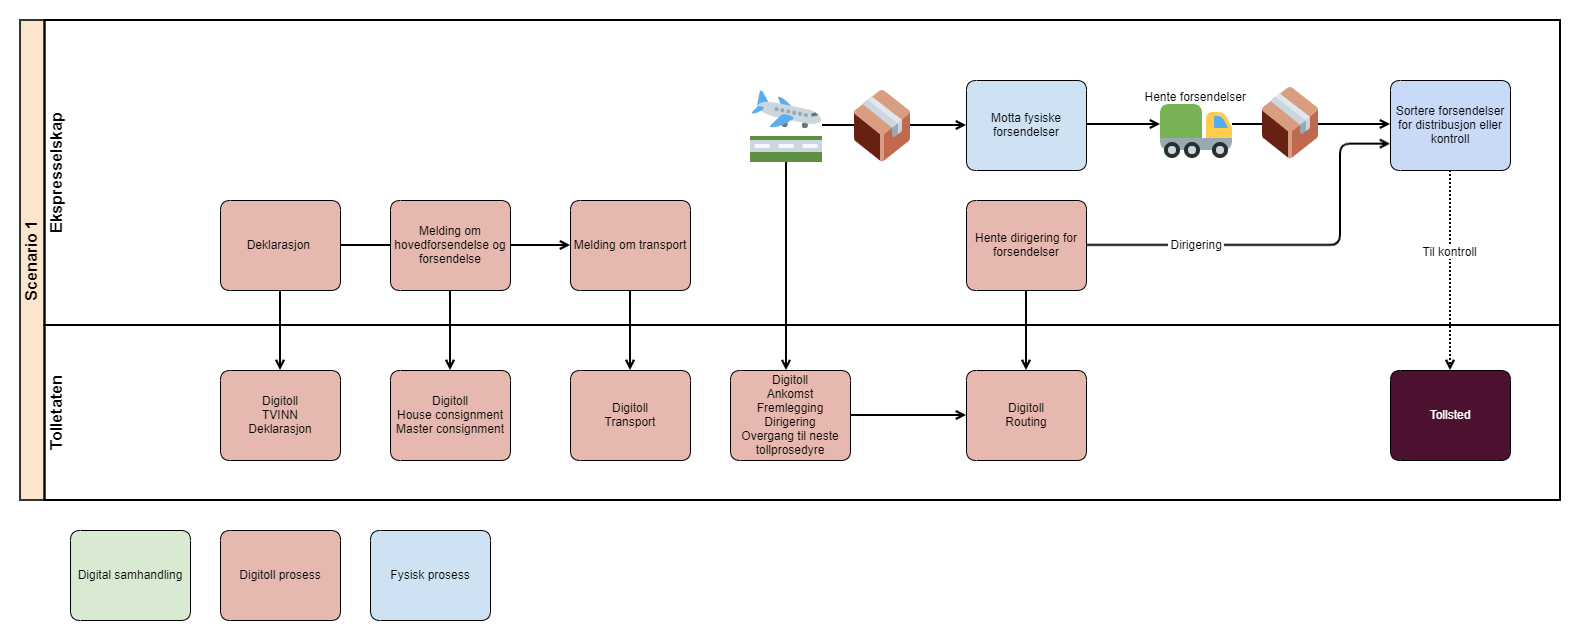 Scenario 1
Ekspresselskap
Hente forsendelser
Motta fysiske
forsendelser
Sortere forsendelser
for distribusjon eller
kontroll
Deklarasjon
Melding om
hovedforsendelse og
forsendelse
Melding om transport
Hente dirigering for
forsendelser
Dirigering
Til kontroll
Tolletaten
Digitoll
TVINN
Deklarasjon
Digitoll
House consignment
Master consignment
Digitoll
Transport
Digitoll
Ankomst
Fremlegging
Dirigering
Overgang til neste
tollprosedyre
Digitoll
Routing
Tollsted
Digital samhandling
Digitoll prosess
Fysisk prosess